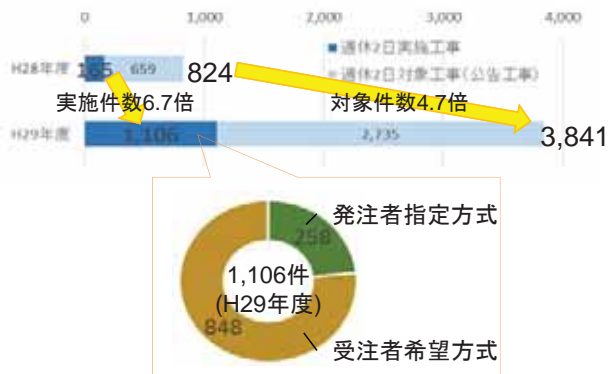 0 1,000 2,000 3,000 4,000
■週休2日実施工事
■週休2日対象工事(公告工事)
H28年度 165 659 824
実施件数6.7倍 対象件数4.7倍
H29年度 1,106 2,735 3,841
発注者指定方式
258
1,106件
(H29年度)
848
受注者希望方式